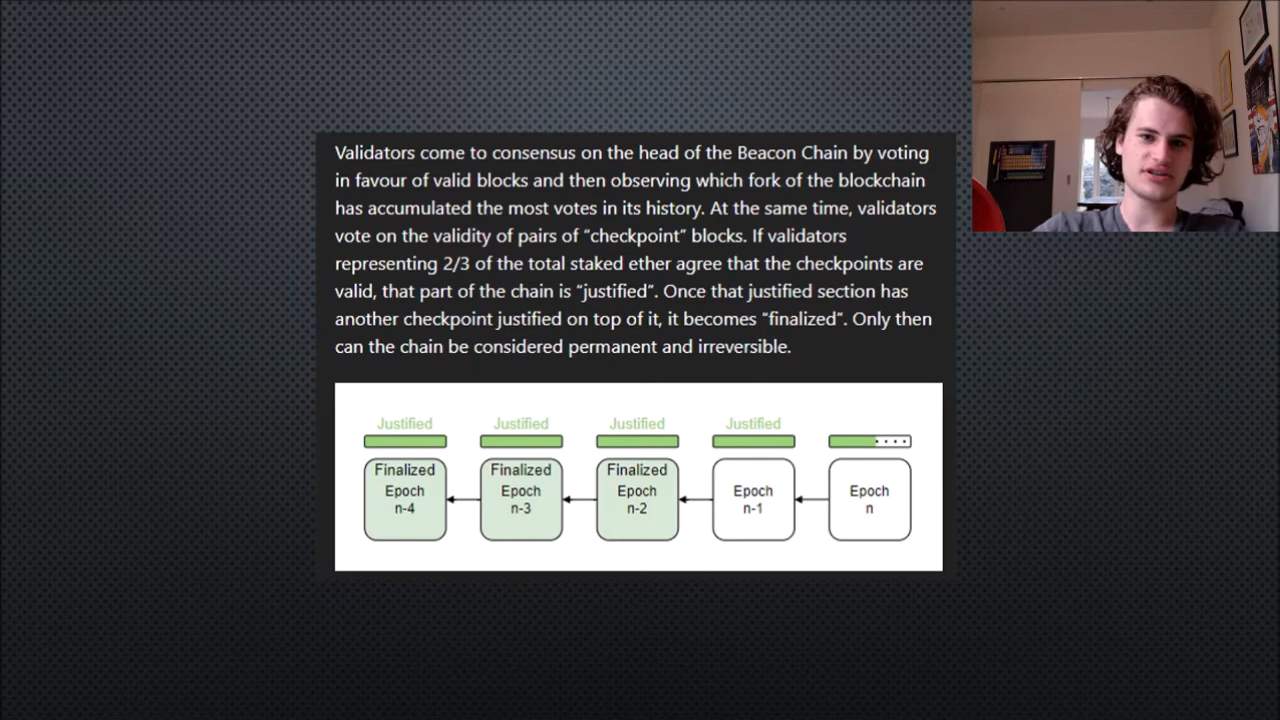 Validators come to consensus on the head of the Beacon Chain by voting
in favour of valid blocks and then observing which fork of the blockchain
has accumulated the most votes in its history. At the same time, validators
vote on the validity of pairs of “checkpoint” blocks. If validators
representing 2/3 of the total staked ether agree that the checkpoints are
valid, that part of the chain is “justified”. Once that justified section has
another checkpoint justified on top of it, it becomes “finalized”. Only then
can the chain be considered permanent and irreversible.
Justified Justified Justified Justified
Finalized Finalized Finalized
Epoch Epoch Epoch Epoch Epoch
n-4 n-3 n-2 n-1 n